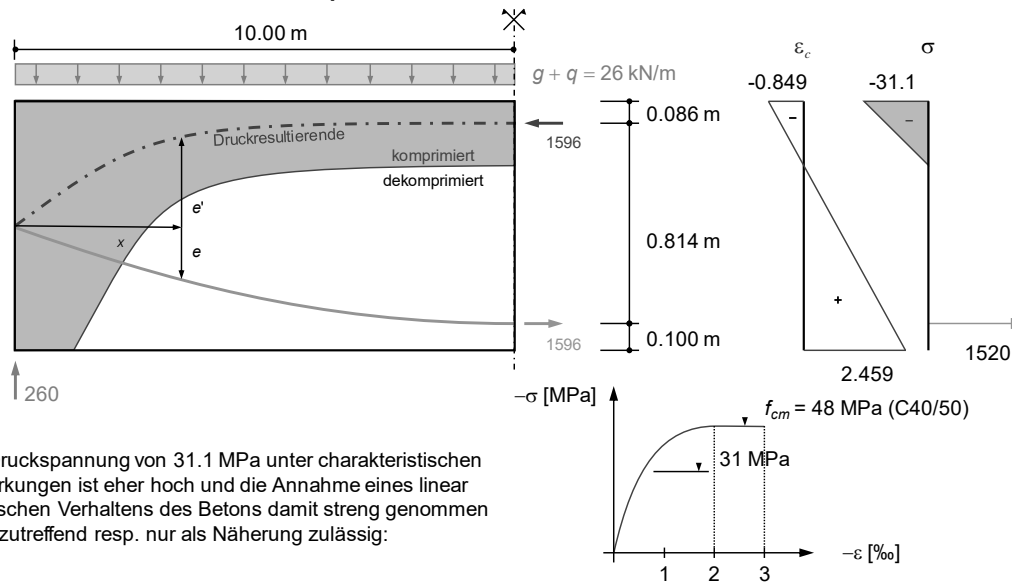 10.00 m
g + q = 26 kN/m
Druckresultierende
komprimiert
dekomprimiert
e'
x
e
1596
1596
260
0.086 m
0.814 m
0.100 m
εc
σ
-0.849
-31.1
–
–
+
2.459
1520
−σ [MPa]
fcm = 48 MPa (C40/50)
31 MPa
−ε [‰]
1
2
3
ruckspannung von 31.1 MPa unter charakteristischen
rkungen ist eher hoch und die Annahme eines linear
schen Verhaltens des Betons damit streng genommen
zutreffend resp. nur als Näherung zulässig: